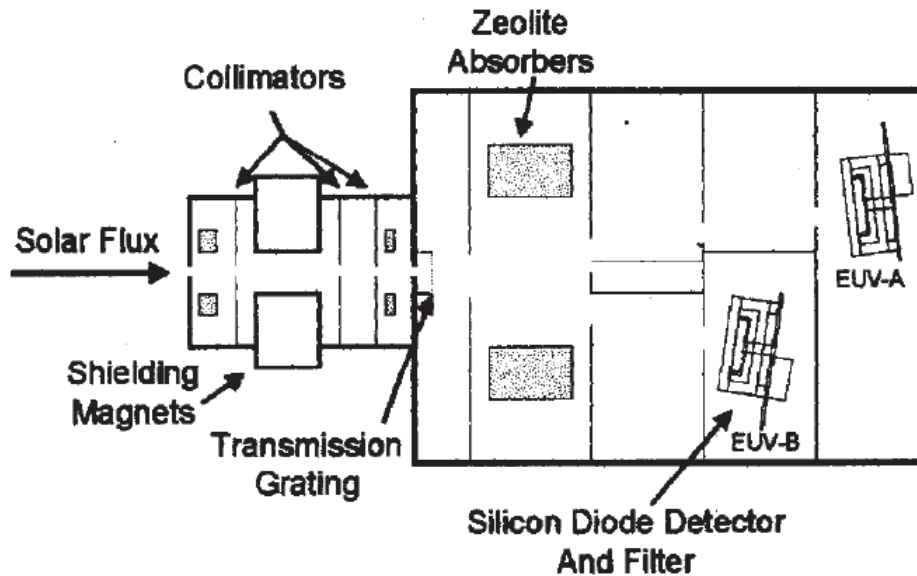 Zeolite
Absorbers
Collimators
Solar Flux
EUV-A
Shielding
Magnets
EUV-B
Transmission
Grating
Silicon Diode Detector
And Filter